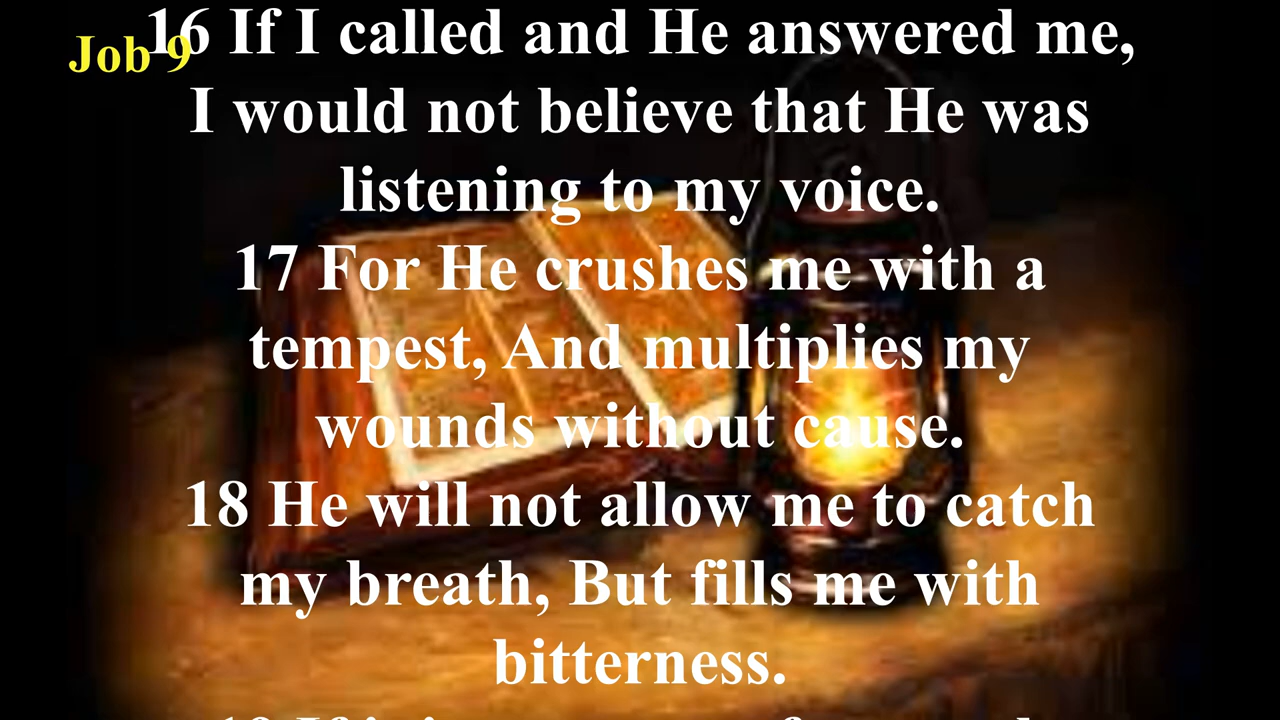 Job 9
16 If I called and He answered me,
I would not believe that He was
listening to my voice.
17 For He crushes me with a
tempest, And multiplies my
wounds without cause.
18 He will not allow me to catch
my breath, But fills me with
bitterness.